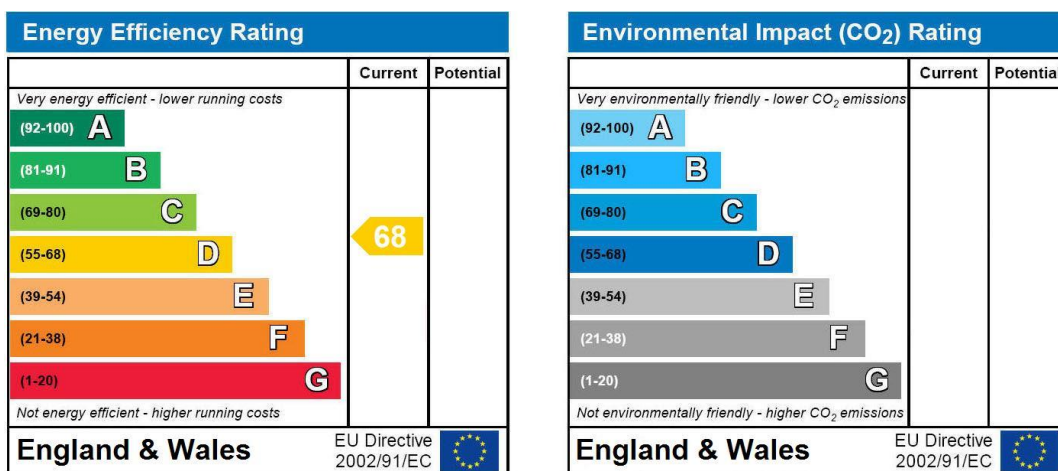 Energy Efficiency Rating
Current Potential
Very energy efficient - lower running costs
(92-100) A
(81-91) B
(69-80) C
(55-68) D
68
(39-54) E
(21-38) F
(1-20) G
Not energy efficient - higher running costs
England & Wales
EU Directive
2002/91/EC
Environmental Impact (CO₂) Rating
Current Potential
Very environmentally friendly - lower CO₂ emissions
(92-100) A
(81-91) B
(69-80) C
(55-68) D
(39-54) E
(21-38) F
(1-20) G
Not environmentally friendly - higher CO₂ emissions
England & Wales
EU Directive
2002/91/EC